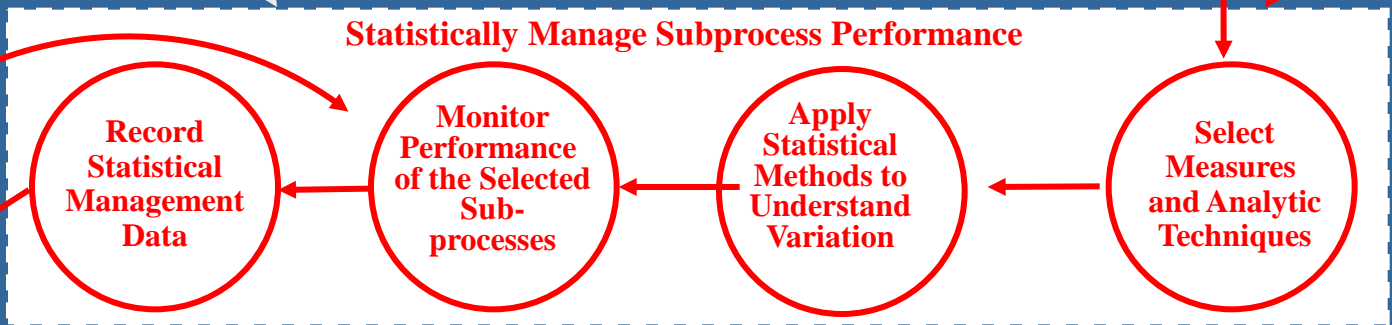 Statistically Manage Subprocess Performance
Record
Statistical
Management
Data
Monitor
Performance
of the Selected
Sub-
processes
Apply
Statistical
Methods to
Understand
Variation
Select
Measures
and Analytic
Techniques